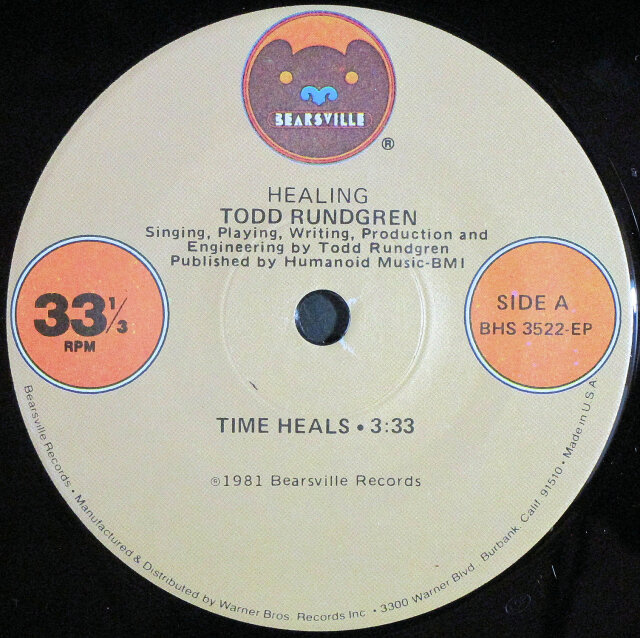 BEARSVILLE
®
HEALING
TODD RUNDGREN
Singing, Playing, Writing, Production and
Engineering by Todd Rundgren
Published by Humanoid Music-BMI
33 1/3
RPM
SIDE A
BHS 3522-EP
TIME HEALS • 3:33
℗1981 Bearsville Records
Bearsville Records • Manufactured & Distributed by Warner Bros. Records Inc • 3300 Warner Blvd. Burbank. Calif. 91510 • Made in U.S.A